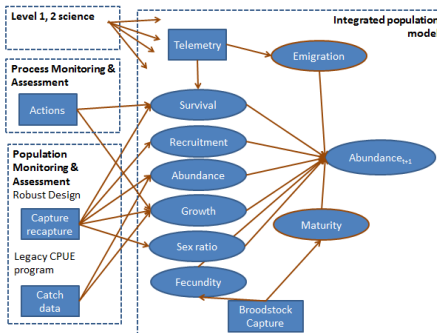 Level 1, 2 science
Process Monitoring &
Assessment
Actions
Population
Monitoring &
Assessment
Robust Design
Capture
recapture
Legacy CPUE
program
Catch
data
Integrated population
model
Telemetry
Emigration
Survival
Recruitment
Abundance
Growth
Sex ratio
Fecundity
Abundance t+1
Maturity
Broodstock
Capture